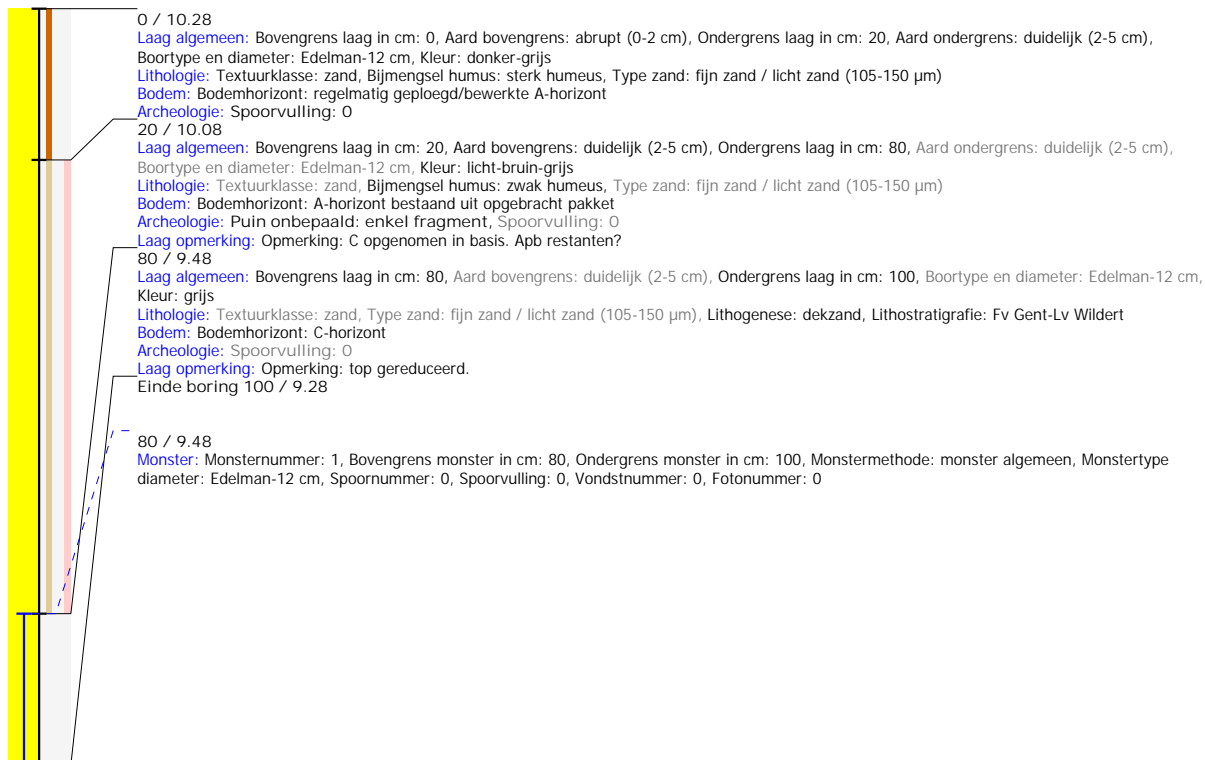 0 / 10.28
Laag algemeen: Bovengrens laag in cm: 0, Aard bovengrens: abrupt (0-2 cm), Ondergrens laag in cm: 20, Aard ondergrens: duidelijk (2-5 cm),
Boortype en diameter: Edelman-12 cm, Kleur: donker-grijs
Lithologie: Textuurklasse: zand, Bijmengsel humus: sterk humeus, Type zand: fijn zand / licht zand (105-150 µm)
Bodem: Bodemhorizont: regelmatig geploegd/bewerkte A-horizont
Archeologie: Spoorvulling: 0
20 / 10.08
Laag algemeen: Bovengrens laag in cm: 20, Aard bovengrens: duidelijk (2-5 cm), Ondergrens laag in cm: 80, Aard ondergrens: duidelijk (2-5 cm),
Boortype en diameter: Edelman-12 cm, Kleur: licht-bruin-grijs
Lithologie: Textuurklasse: zand, Bijmengsel humus: zwak humeus, Type zand: fijn zand / licht zand (105-150 µm)
Bodem: Bodemhorizont: A-horizont bestaand uit opgebracht pakket
Archeologie: Puin onbepaald: enkel fragment, Spoorvulling: 0
Laag opmerking: Opmerking: C opgenomen in basis. Apb restanten?
80 / 9.48
Laag algemeen: Bovengrens laag in cm: 80, Aard bovengrens: duidelijk (2-5 cm), Ondergrens laag in cm: 100, Boortype en diameter: Edelman-12 cm,
Kleur: grijs
Lithologie: Textuurklasse: zand, Type zand: fijn zand / licht zand (105-150 µm), Lithogenese: dekzand, Lithostratigrafie: Fv Gent-Lv Wildert
Bodem: Bodemhorizont: C-horizont
Archeologie: Spoorvulling: 0
Laag opmerking: Opmerking: top gereduceerd.
Einde boring 100 / 9.28
80 / 9.48
Monster: Monsternummer: 1, Bovengrens monster in cm: 80, Ondergrens monster in cm: 100, Monstermethode: monster algemeen, Monstertype
diameter: Edelman-12 cm, Spoornummer: 0, Spoorvulling: 0, Vondstnummer: 0, Fotonummer: 0